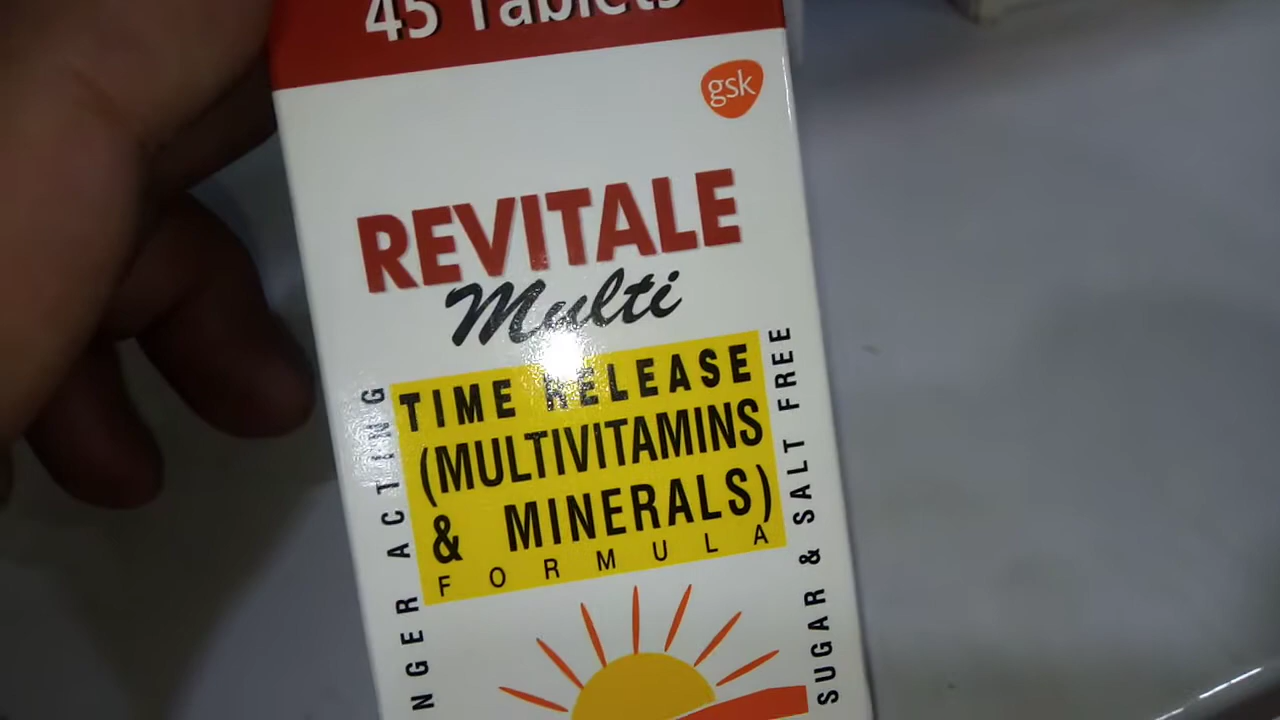 45 Tablets
gsk
REVITALE
Multi
TIME RELEASE
(MULTIVITAMINS
& MINERALS)
FORMULA
NGER ACTING
SUGAR & SALT FREE